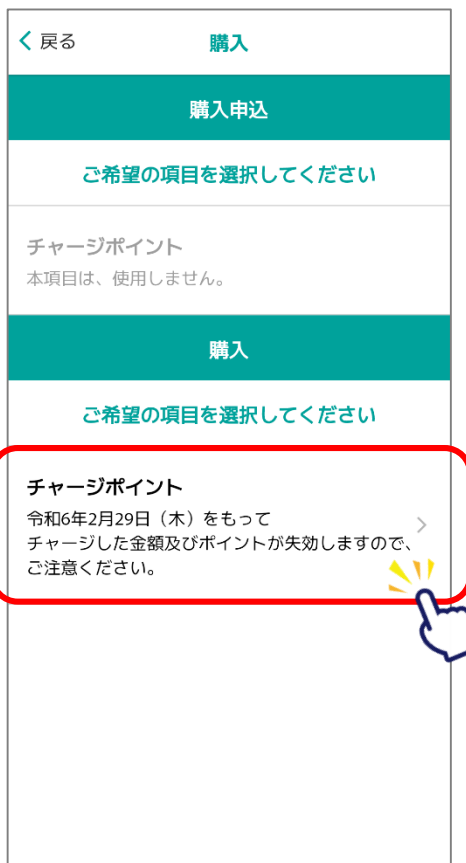 戻る
購入
購入申込
ご希望の項目を選択してください
チャージポイント
本項目は、使用しません。
購入
ご希望の項目を選択してください
チャージポイント
令和6年2月29日（木）をもって
チャージした金額及びポイントが失効しますので、
ご注意ください。